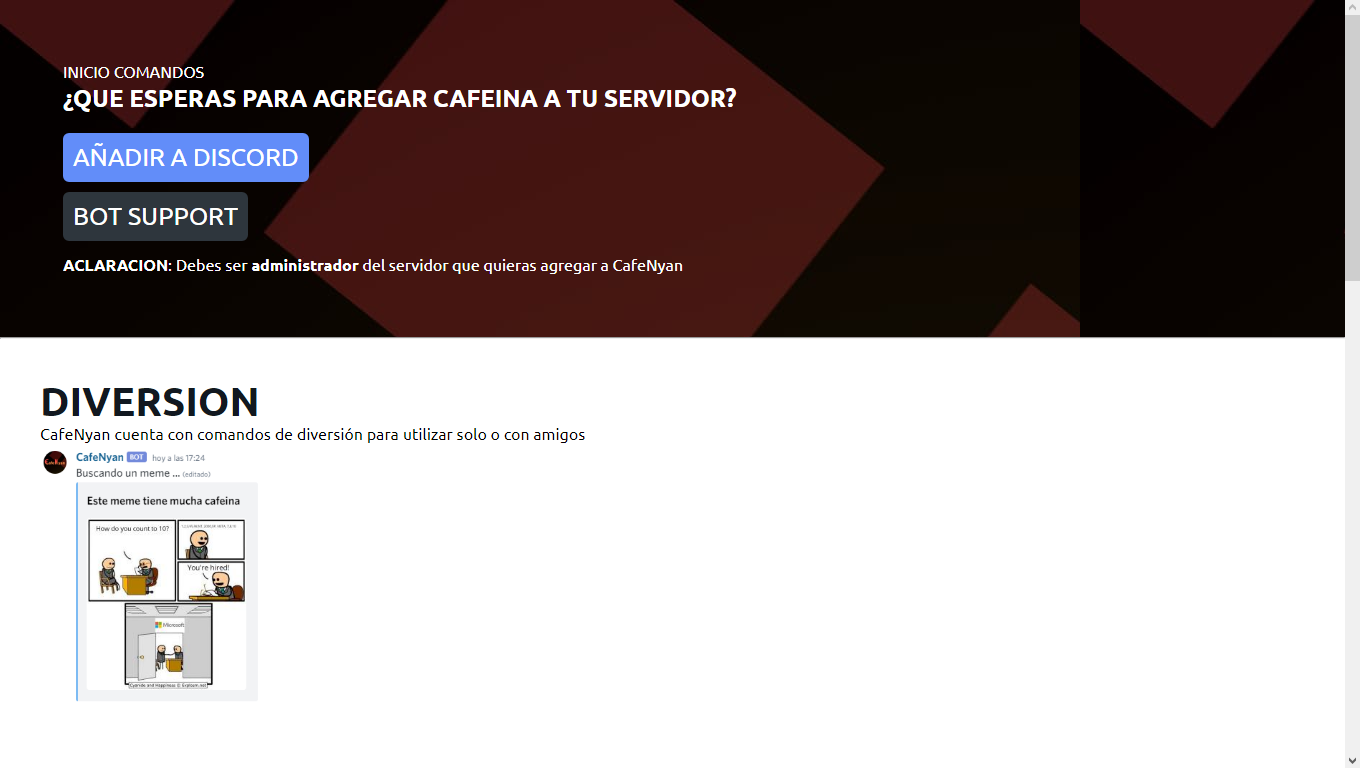 INICIO COMANDOS
¿QUE ESPERAS PARA AGREGAR CAFEINA A TU SERVIDOR?
AÑADIR A DISCORD
BOT SUPPORT
ACLARACION: Debes ser administrador del servidor que quieras agregar a CafeNyan
DIVERSION
CafeNyan cuenta con comandos de diversión para utilizar solo o con amigos
CafeNyan BOT hoy a las 17:24
Buscando un meme ... (editado)
Este meme tiene mucha cafeina
How do you count to 10?
You're hired!
Microsoft
Cyanide and Happiness © Explosm.net